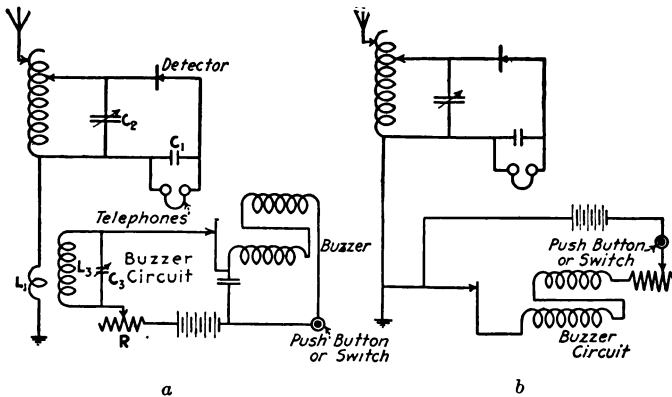 Detector
C2
C1
Telephones
L3
C3
Buzzer
Circuit
Buzzer
L1
R
Push Button
or Switch
a
Push Button
or Switch
Buzzer
Circuit
b